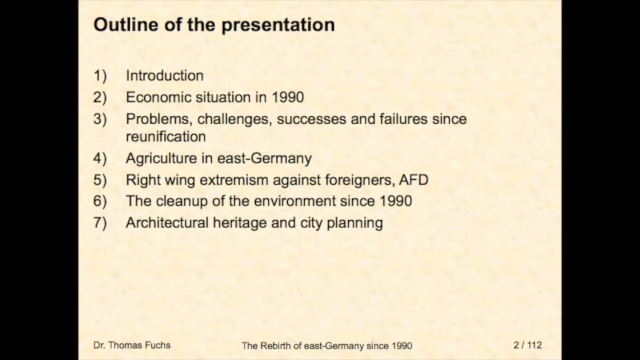 Outline of the presentation
1) Introduction
2) Economic situation in 1990
3) Problems, challenges, successes and failures since
reunification
4) Agriculture in east-Germany
5) Right wing extremism against foreigners, AFD
6) The cleanup of the environment since 1990
7) Architectural heritage and city planning
Dr. Thomas Fuchs The Rebirth of east-Germany since 1990 2 / 112